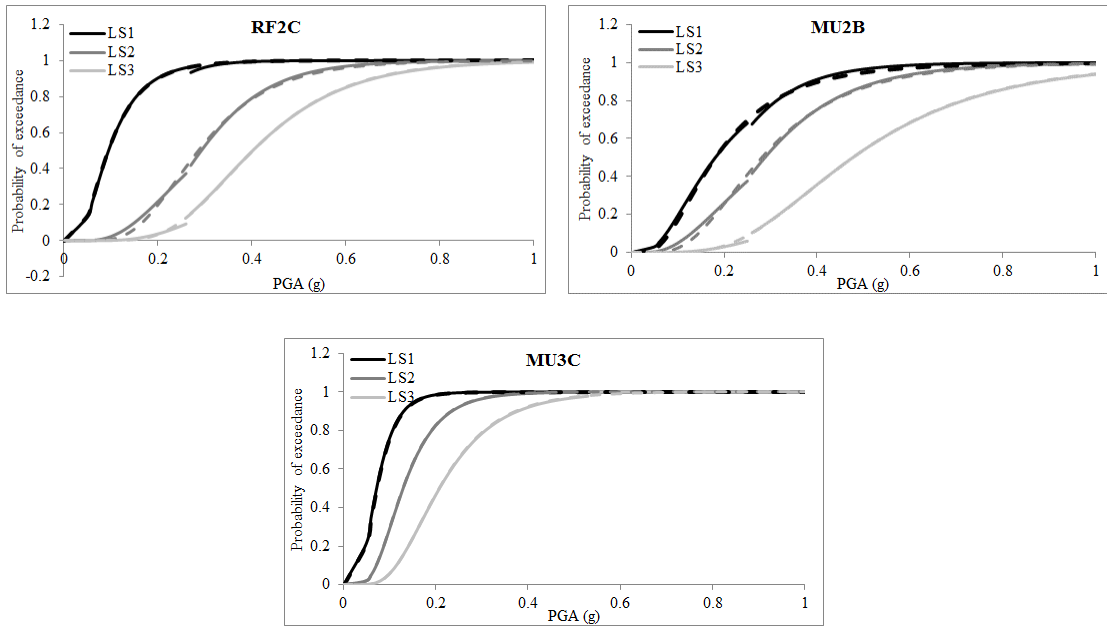 RF2C
LS1
LS2
LS3
Probability of exceedance
1.2
1
0.8
0.6
0.4
0.2
0
-0.2
0 0.2 0.4 0.6 0.8 1
PGA (g)
MU2B
LS1
LS2
LS3
Probability of exceedance
1.2
1
0.8
0.6
0.4
0.2
0
0 0.2 0.4 0.6 0.8 1
PGA (g)
MU3C
LS1
LS2
LS3
Probability of exceedance
1.2
1
0.8
0.6
0.4
0.2
0
0 0.2 0.4 0.6 0.8 1
PGA (g)